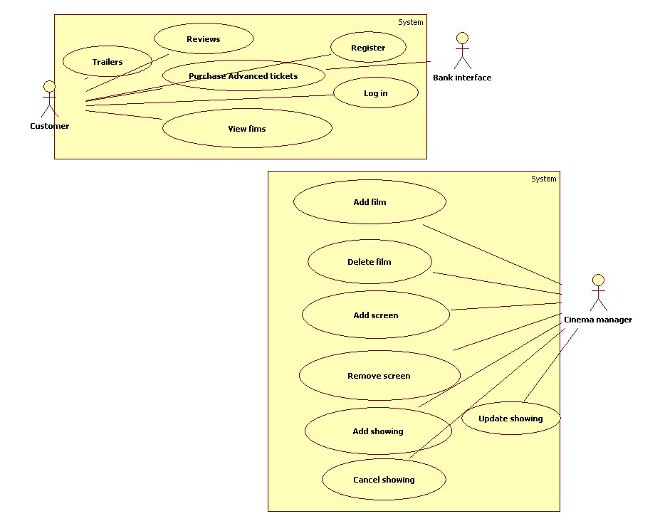 System
Reviews
Register
Trailers
Purchase Advanced tickets
Bank interface
Log in
Customer
View fims
System
Add film
Delete film
Add screen
Cinema manager
Remove screen
Update showing
Add showing
Cancel showing